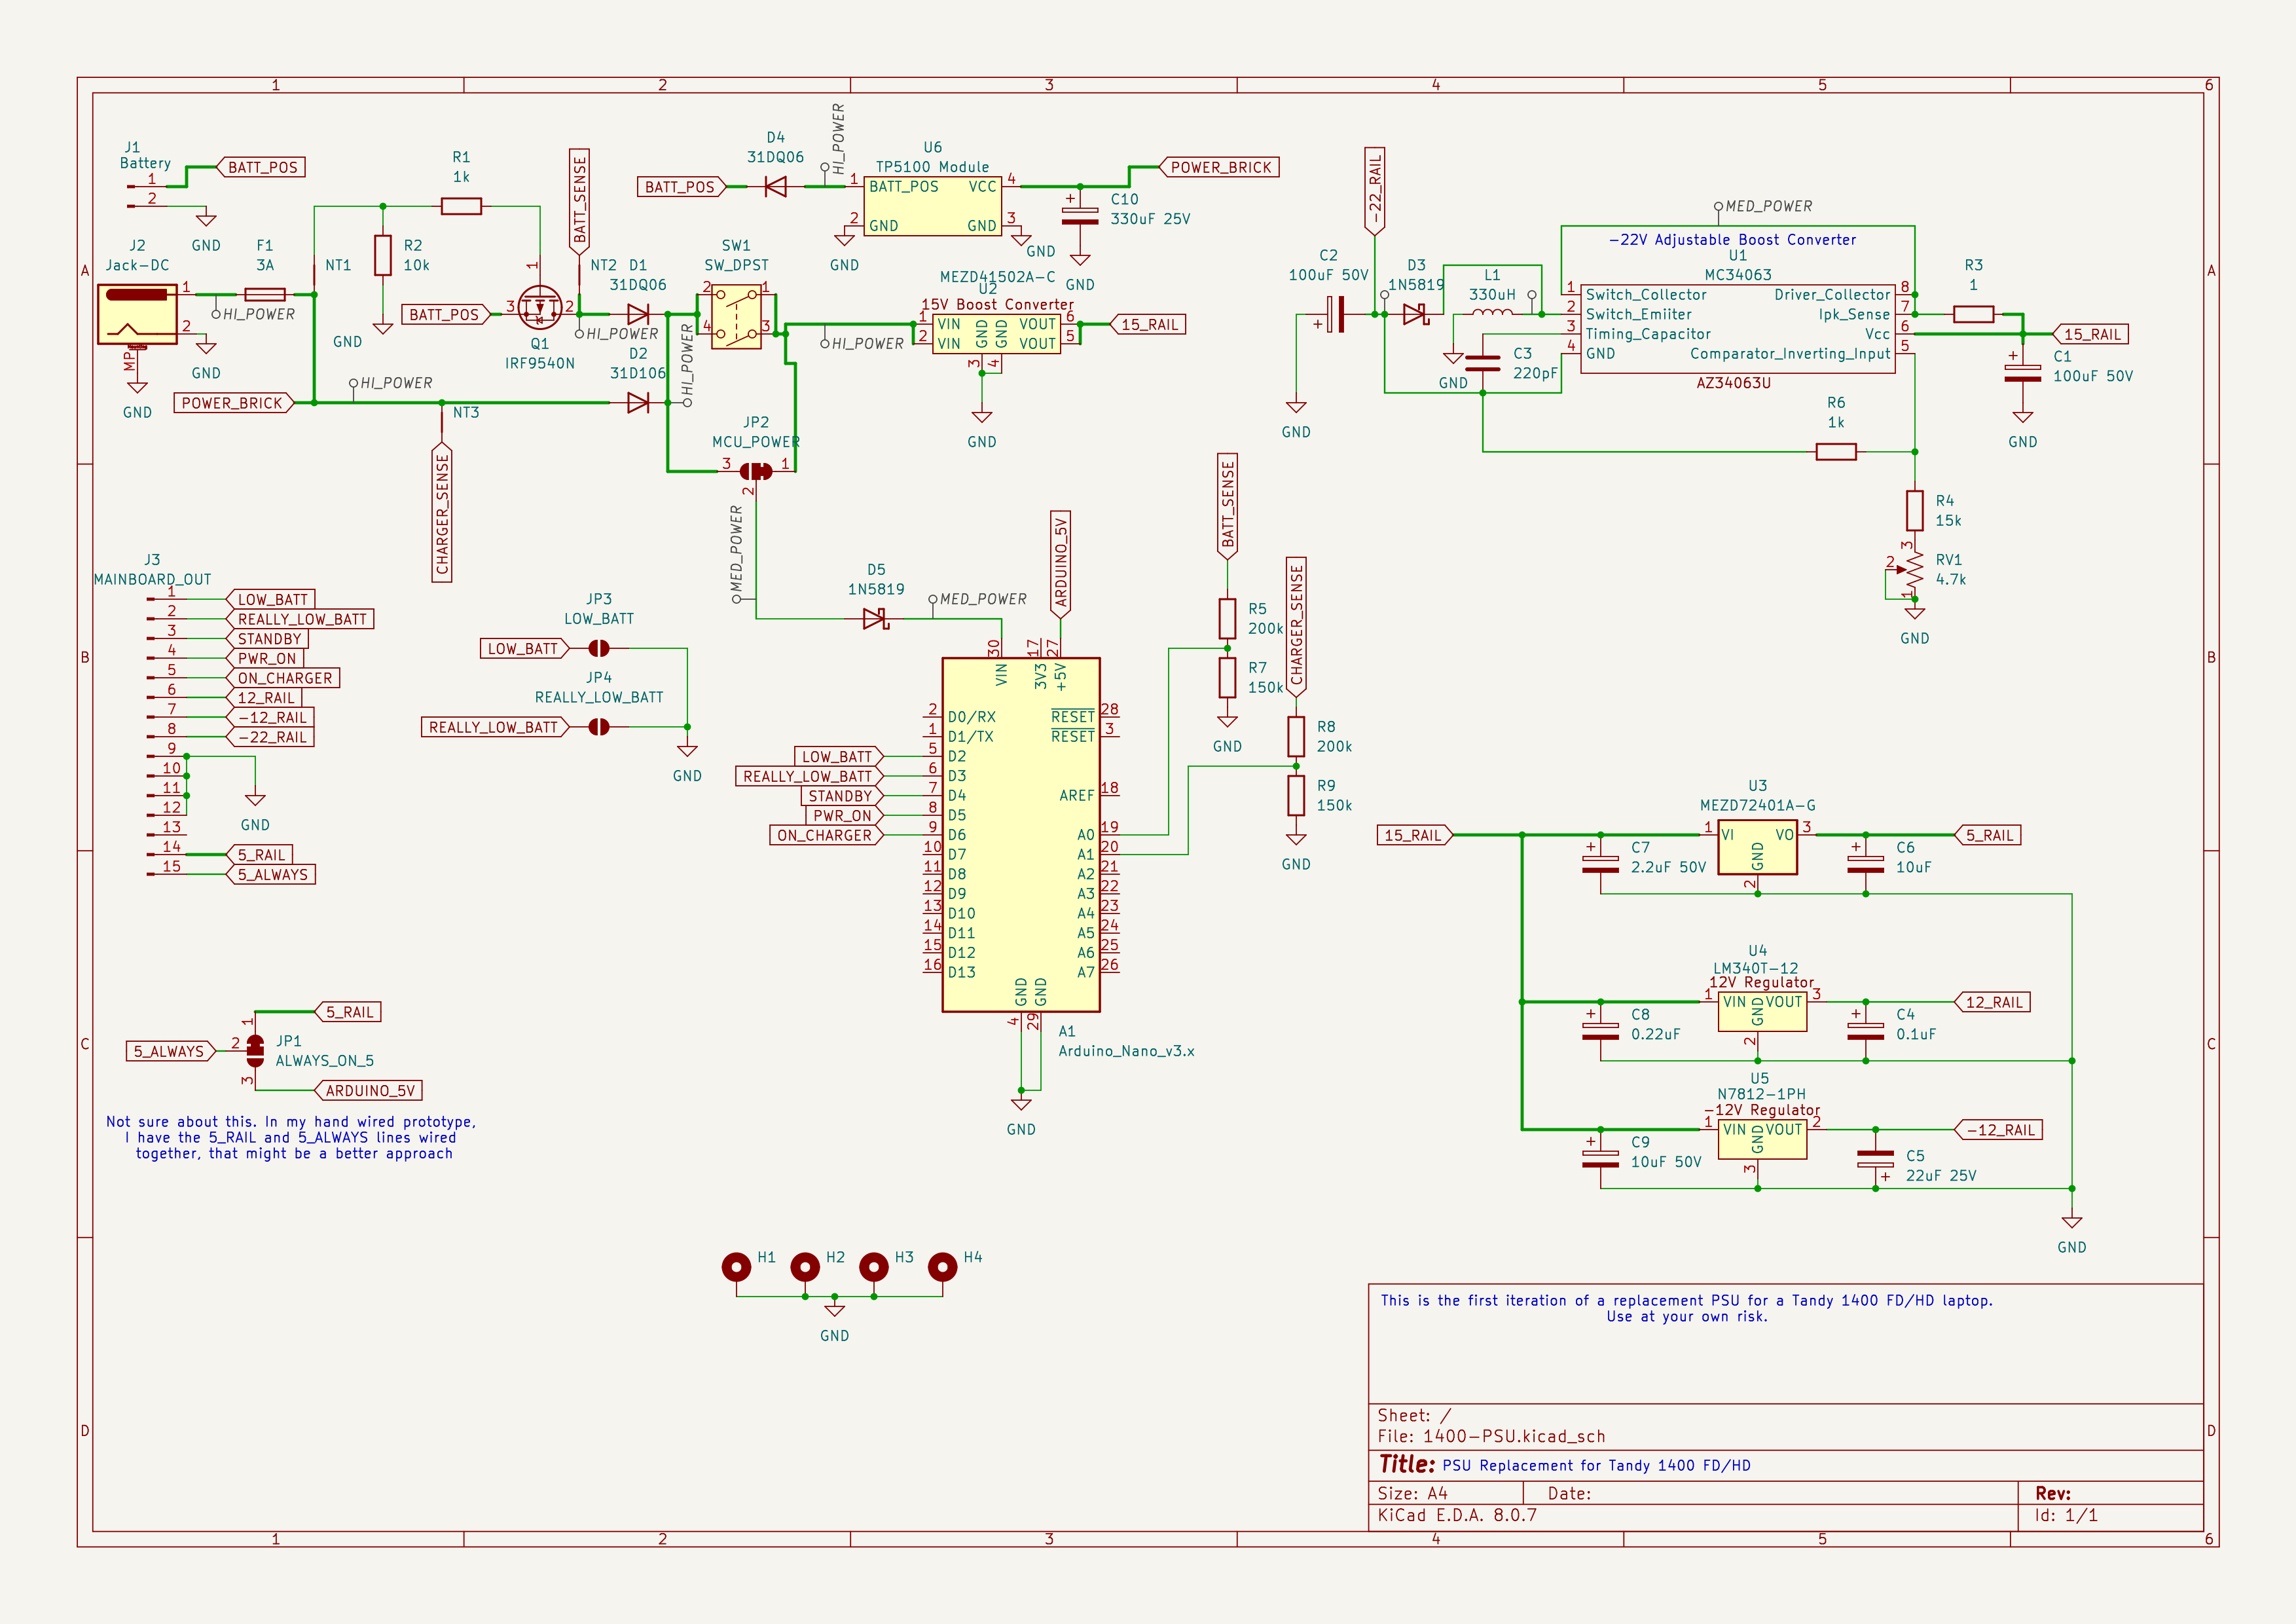 1 2 3 4 5 6
A
B
C
D
J1
Battery
1
2
BATT_POS
GND
R1
1k
R2
10k
GND
J2
Jack-DC
1
2
MP
GND
GND
F1
3A
HI_POWER
NT1
POWER_BRICK
HI_POWER
NT3
CHARGER_SENSE
BATT_POS
3
1
2
Q1
IRF9540N
BATT_SENSE
NT2
HI_POWER
D1
31DQ06
D2
31D106
HI_POWER
SW1
SW_DPST
2
1
4
3
BATT_POS
D4
31DQ06
HI_POWER
U6
TP5100 Module
1
BATT_POS
VCC
4
2
GND
GND
3
GND
GND
C10
330uF 25V
GND
POWER_BRICK
HI_POWER
MEZD41502A-C
U2
15V Boost Converter
1
VIN
VOUT
6
2
VIN
VOUT
5
GND
GND
3
4
GND
15_RAIL
JP2
MCU_POWER
3
1
2
MED_POWER
D5
1N5819
MED_POWER
ARDUINO_5V
-22_RAIL
C2
100uF 50V
GND
D3
1N5819
L1
330uH
GND
C3
220pF
MED_POWER
-22V Adjustable Boost Converter
U1
MC34063
1
Switch_Collector
Driver_Collector
8
2
Switch_Emiiter
Ipk_Sense
7
3
Timing_Capacitor
Vcc
6
4
GND
Comparator_Inverting_Input
5
AZ34063U
R3
1
15_RAIL
C1
100uF 50V
GND
R6
1k
R4
15k
RV1
4.7k
3
2
1
GND
J3
MAINBOARD_OUT
1
LOW_BATT
2
REALLY_LOW_BATT
3
STANDBY
4
PWR_ON
5
ON_CHARGER
6
12_RAIL
7
-12_RAIL
8
-22_RAIL
9
10
11
12
13
GND
14
5_RAIL
15
5_ALWAYS
JP3
LOW_BATT
LOW_BATT
JP4
REALLY_LOW_BATT
REALLY_LOW_BATT
GND
LOW_BATT
REALLY_LOW_BATT
STANDBY
PWR_ON
ON_CHARGER
30
17
27
VIN
3V3
+5V
2
D0/RX
RESET
28
1
D1/TX
RESET
3
5
D2
6
D3
7
D4
AREF
18
8
D5
9
D6
A0
19
10
D7
A1
20
11
D8
A2
21
12
D9
A3
22
13
D10
A4
23
14
D11
A5
24
15
D12
A6
25
16
D13
A7
26
GND
GND
4
29
A1
Arduino_Nano_v3.x
GND
BATT_SENSE
R5
200k
R7
150k
GND
CHARGER_SENSE
R8
200k
R9
150k
GND
15_RAIL
C7
2.2uF 50V
U3
MEZD72401A-G
1
VI
VO
3
GND
2
C6
10uF
5_RAIL
C8
0.22uF
U4
LM340T-12
12V Regulator
1
VIN
VOUT
3
GND
2
C4
0.1uF
12_RAIL
C9
10uF 50V
U5
N7812-1PH
-12V Regulator
1
VIN
VOUT
2
GND
3
C5
22uF 25V
-12_RAIL
GND
5_RAIL
1
5_ALWAYS
2
JP1
ALWAYS_ON_5
3
ARDUINO_5V
Not sure about this. In my hand wired prototype,
I have the 5_RAIL and 5_ALWAYS lines wired
together, that might be a better approach
H1
H2
H3
H4
GND
This is the first iteration of a replacement PSU for a Tandy 1400 FD/HD laptop.
Use at your own risk.
Sheet: /
File: 1400-PSU.kicad_sch
Title: PSU Replacement for Tandy 1400 FD/HD
Size: A4
Date:
Rev:
KiCad E.D.A. 8.0.7
Id: 1/1
A
B
C
D
1 2 3 4 5 6